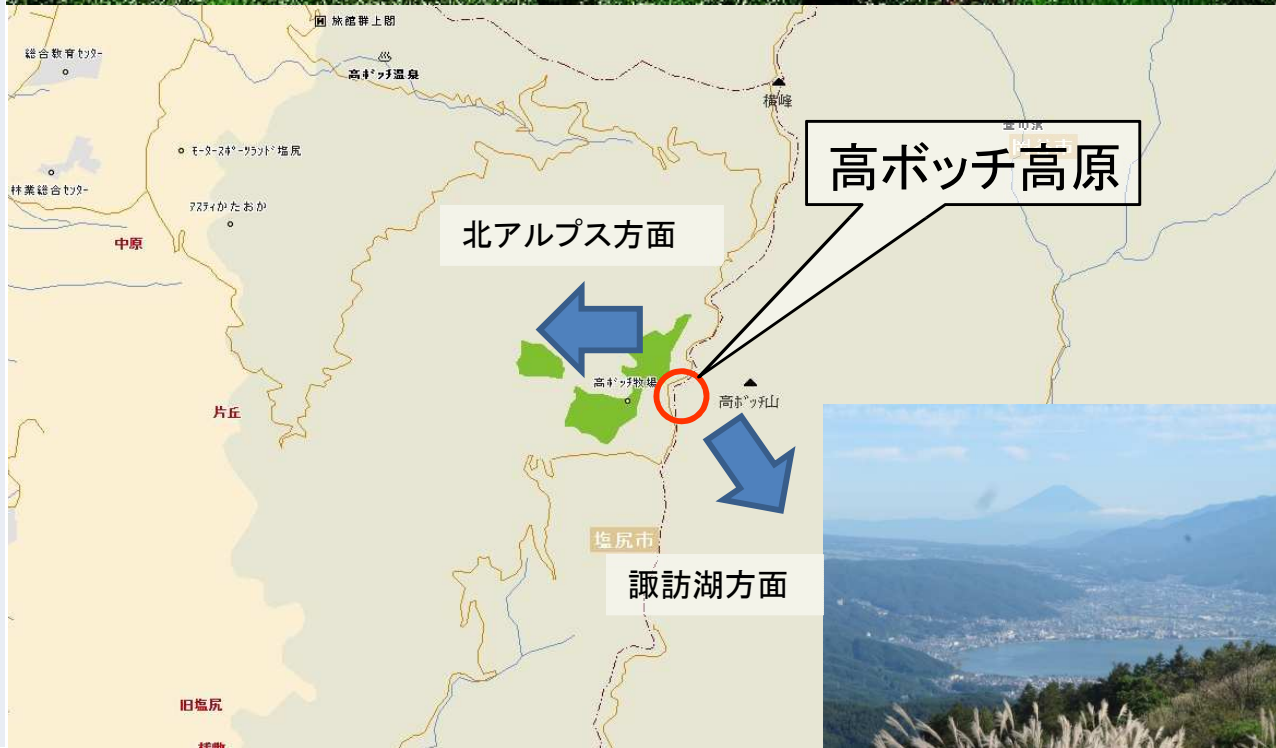 旅館群上閣
総合教育センター
高ボッチ温泉
横峰
高ボッチ高原
モータースポーツランド塩尻
林業総合センター
アスティかたおか
北アルプス方面
中原
高ボッチ牧場
高ボッチ山
片丘
塩尻市
諏訪湖方面
旧塩尻